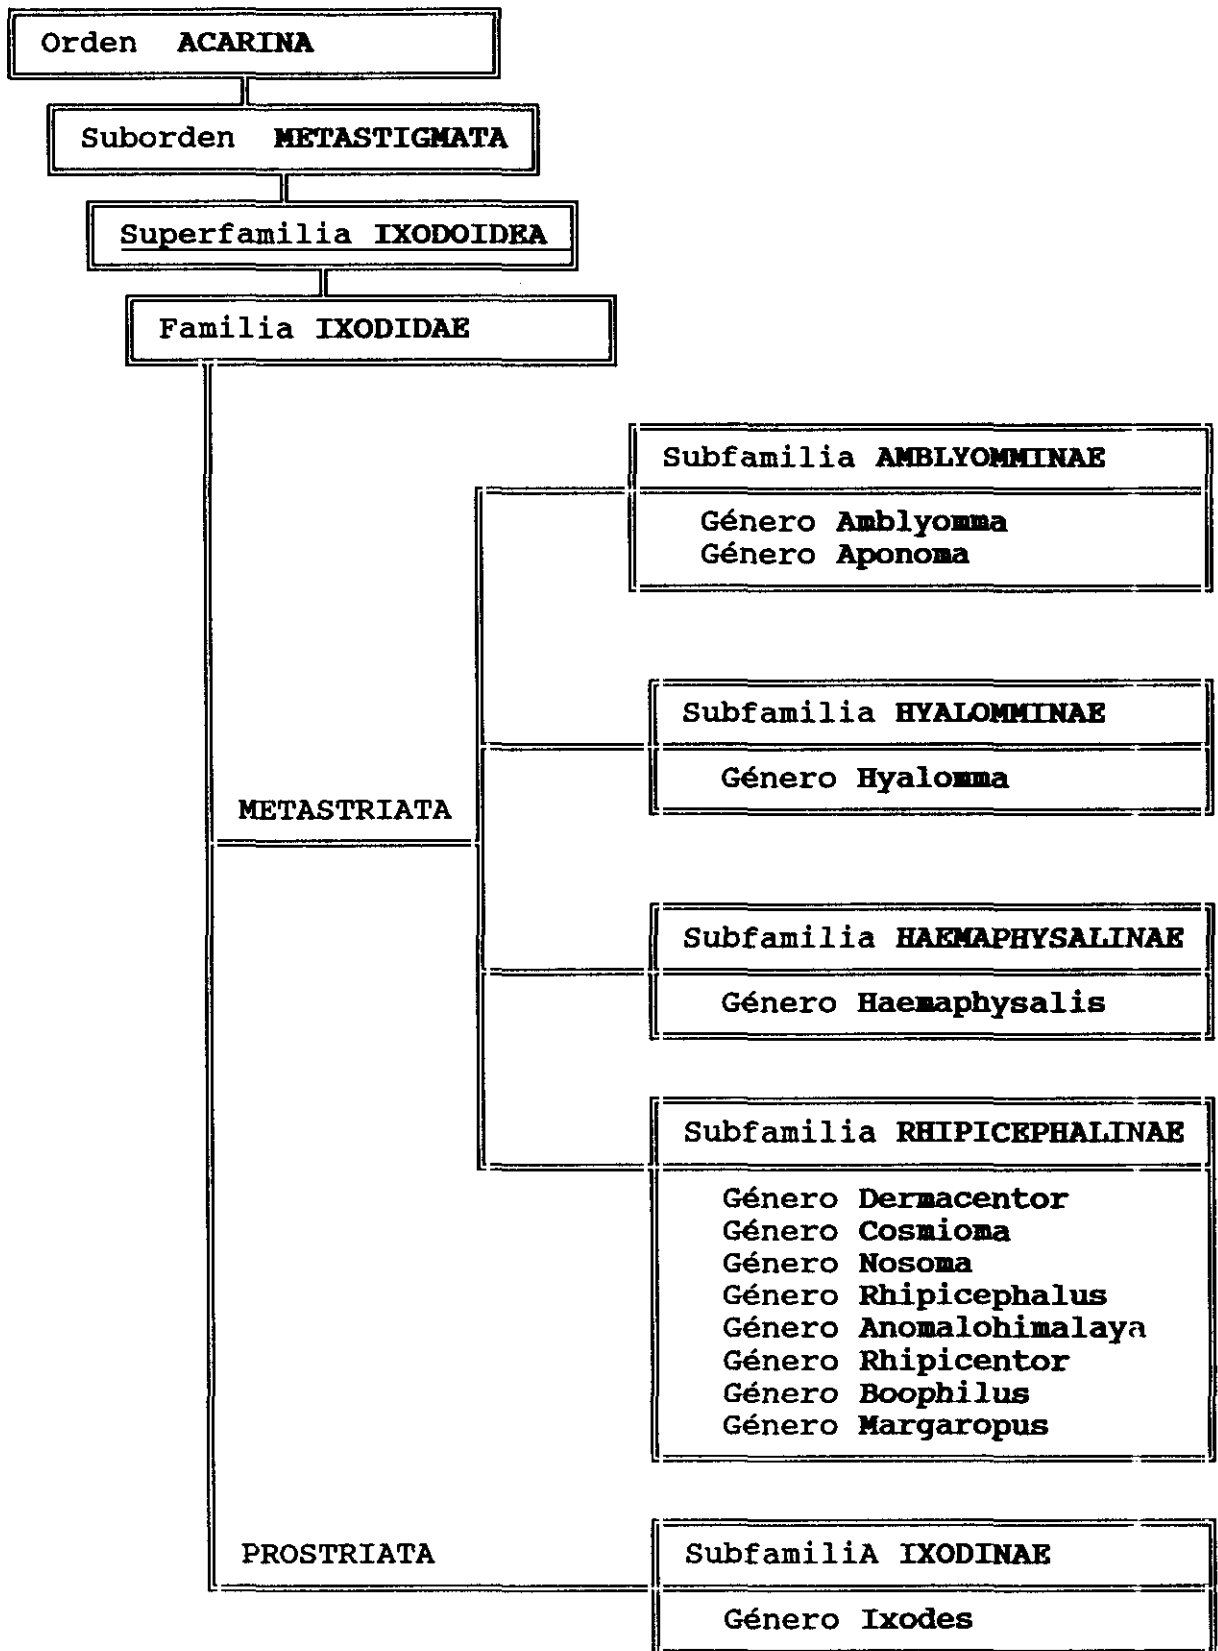 Orden ACARINA
Suborden METASTIGMATA
Superfamilia IXODOIDEA
Familia IXODIDAE
Subfamilia AMBLYOMMINAE
Género Amblyomma
Género Aponoma
Subfamilia HYALOMMINAE
Género Hyalomma
METASTRIATA
Subfamilia HAEMAPHYSALINAE
Género Haemaphysalis
Subfamilia RHIPICEPHALINAE
Género Dermacentor
Género Cosmioma
Género Nosoma
Género Rhipicephalus
Género Anomalohimalaya
Género Rhipicentor
Género Boophilus
Género Margaropus
PROSTRIATA
SubfamiliA IXODINAE
Género Ixodes